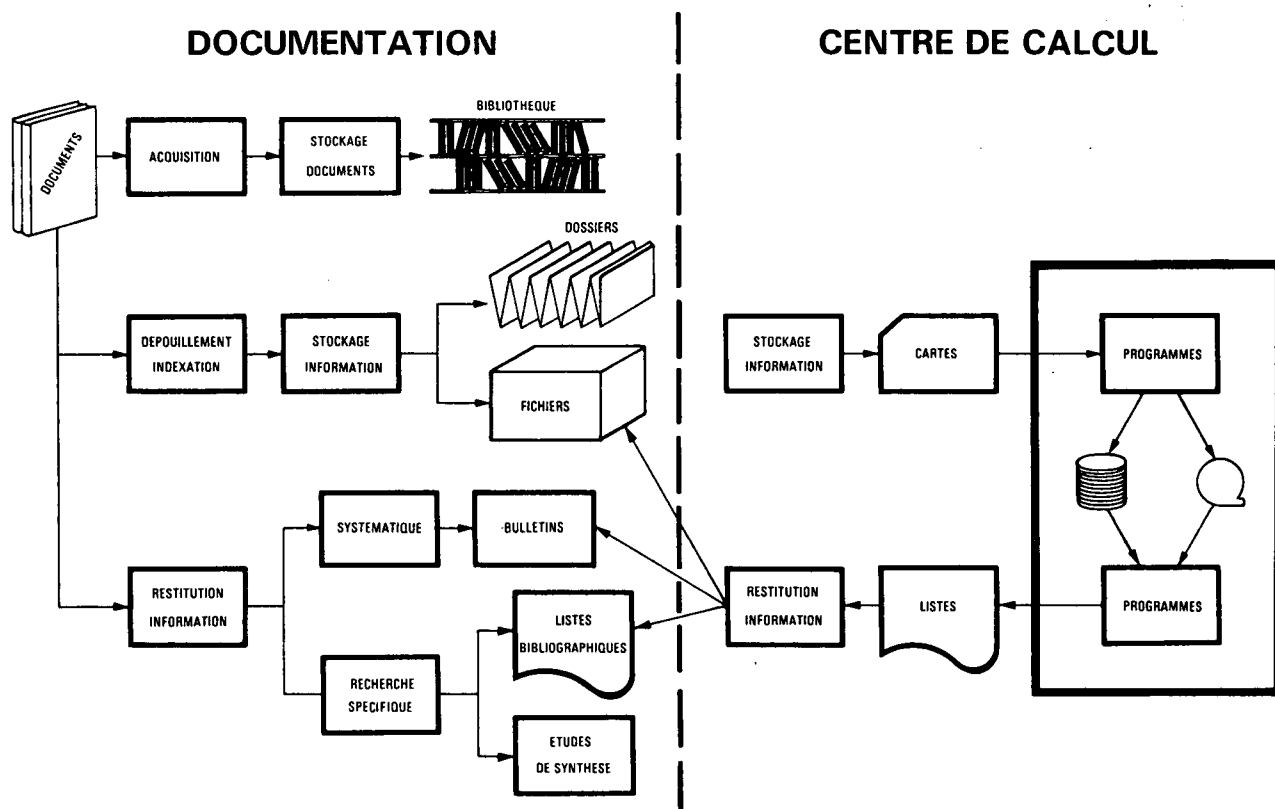 DOCUMENTATION
CENTRE DE CALCUL
DOCUMENTS
ACQUISITION
STOCKAGE
DOCUMENTS
BIBLIOTHEQUE
DOSSIERS
DEPOUILLEMENT
INDEXATION
STOCKAGE
INFORMATION
FICHIERS
STOCKAGE
INFORMATION
CARTES
PROGRAMMES
SYSTEMATIQUE
BULLETINS
RESTITUTION
INFORMATION
LISTES
BIBLIOGRAPHIQUES
RECHERCHE
SPECIFIQUE
ETUDES
DE SYNTHESE
RESTITUTION
INFORMATION
LISTES
PROGRAMMES